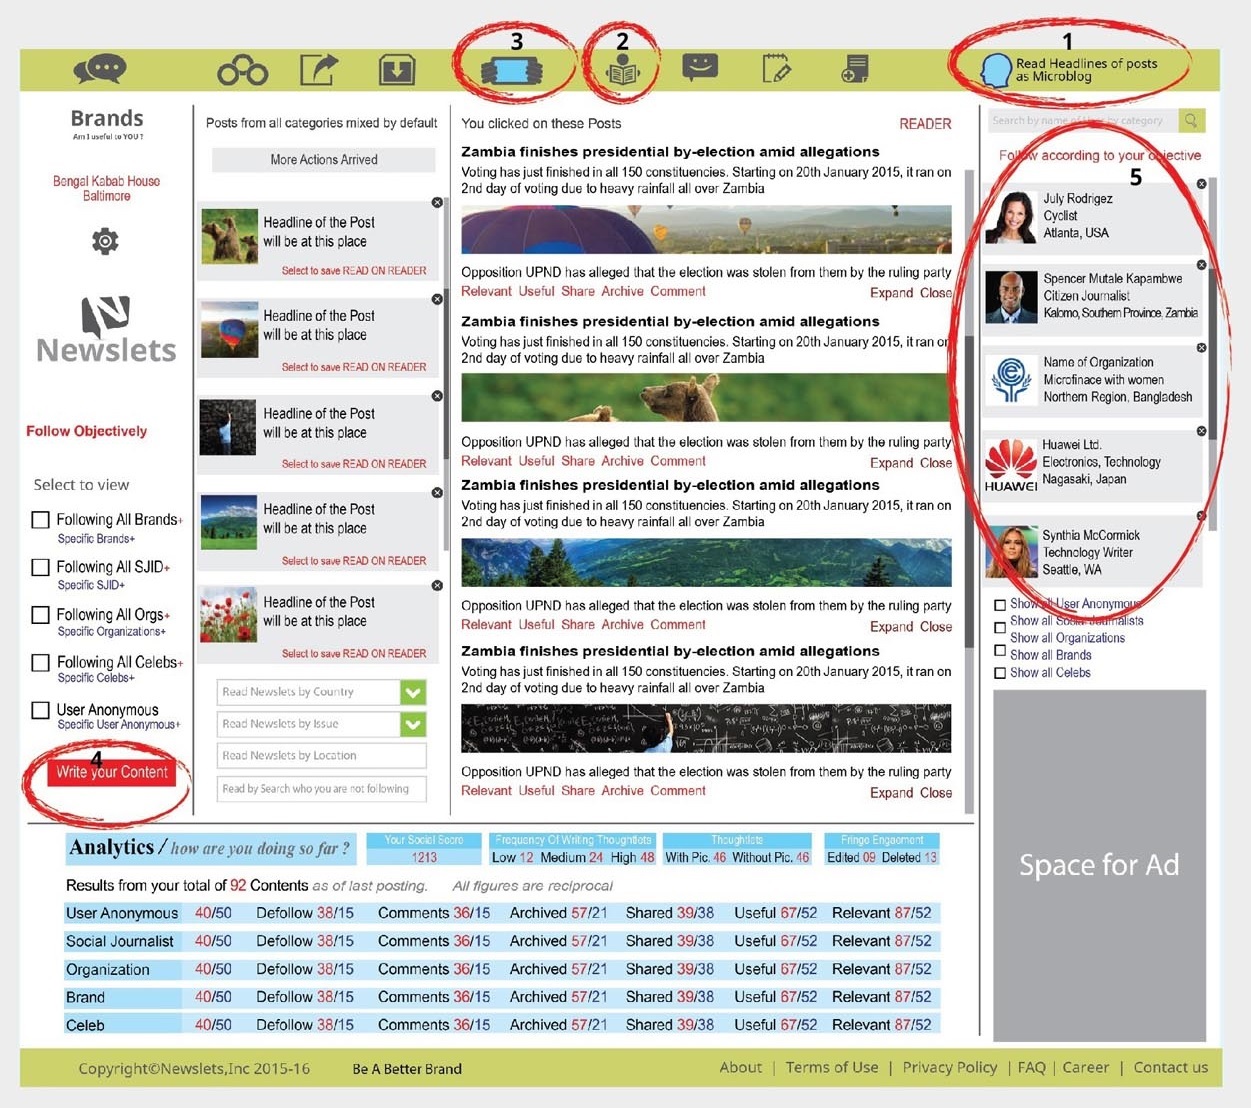 3
2
1
Read Headlines of posts
as Microblog
Brands
Am I useful to YOU ?
Bengal Kabab House
Baltimore
Newslets
Follow Objectively
Select to view
Following All Brands+
Specific Brands+
Following All SJID+
Specific SJID+
Following All Orgs+
Specific Organizations+
Following All Celebs+
Specific Celebs+
User Anonymous
Specific User Anonymous+
4
Write your Content
Posts from all categories mixed by default
More Actions Arrived
Headline of the Post
will be at this place
Select to save READ ON READER
Headline of the Post
will be at this place
Select to save READ ON READER
Headline of the Post
will be at this place
Select to save READ ON READER
Headline of the Post
will be at this place
Select to save READ ON READER
Headline of the Post
will be at this place
Select to save READ ON READER
Read Newslets by Country
Read Newslets by Issue
Read Newslets by Location
Read by Search who you are not following
You clicked on these Posts READER
Zambia finishes presidential by-election amid allegations
Voting has just finished in all 150 constituencies. Starting on 20th January 2015, it ran on
2nd day of voting due to heavy rainfall all over Zambia
Opposition UPND has alleged that the election was stolen from them by the ruling party
Relevant Useful Share Archive Comment Expand Close
Zambia finishes presidential by-election amid allegations
Voting has just finished in all 150 constituencies. Starting on 20th January 2015, it ran on
2nd day of voting due to heavy rainfall all over Zambia
Opposition UPND has alleged that the election was stolen from them by the ruling party
Relevant Useful Share Archive Comment Expand Close
Zambia finishes presidential by-election amid allegations
Voting has just finished in all 150 constituencies. Starting on 20th January 2015, it ran on
2nd day of voting due to heavy rainfall all over Zambia
Opposition UPND has alleged that the election was stolen from them by the ruling party
Relevant Useful Share Archive Comment Expand Close
Zambia finishes presidential by-election amid allegations
Voting has just finished in all 150 constituencies. Starting on 20th January 2015, it ran on
2nd day of voting due to heavy rainfall all over Zambia
Opposition UPND has alleged that the election was stolen from them by the ruling party
Relevant Useful Share Archive Comment Expand Close
Search by name of by category
Follow according to your objective
5
July Rodrigez
Cyclist
Atlanta, USA
Spencer Mutale Kapambwe
Citizen Journalist
Kalomo, Southern Province, Zambia
Name of Organization
Microfinace with women
Northern Region, Bangladesh
HUAWEI
Huawei Ltd.
Electronics, Technology
Nagasaki, Japan
Synthia McCormick
Technology Writer
Seattle, WA
Show all User Anonymous
Show all Social Journalists
Show all Organizations
Show all Brands
Show all Celebs
Space for Ad
Analytics / how are you doing so far ?
Your Social Score
1213
Frequancy Of Writing Thoughtlets
Low 12 Medium 24 High 48
Thoughtlets
With Pic. 46 Without Pic. 46
Fringe Engaement
Edited 09 Deleted 13
Results from your total of 92 Contents as of last posting. All figures are reciprocal
User Anonymous 40/50 Defollow 38/15 Comments 36/15 Archived 57/21 Shared 39/38 Useful 67/52 Relevant 87/52
Social Journalist 40/50 Defollow 38/15 Comments 36/15 Archived 57/21 Shared 39/38 Useful 67/52 Relevant 87/52
Organization 40/50 Defollow 38/15 Comments 36/15 Archived 57/21 Shared 39/38 Useful 67/52 Relevant 87/52
Brand 40/50 Defollow 38/15 Comments 36/15 Archived 57/21 Shared 39/38 Useful 67/52 Relevant 87/52
Celeb 40/50 Defollow 38/15 Comments 36/15 Archived 57/21 Shared 39/38 Useful 67/52 Relevant 87/52
Copyright©Newslets,Inc 2015-16 Be A Better Brand About | Terms of Use | Privacy Policy | FAQ | Career | Contact us